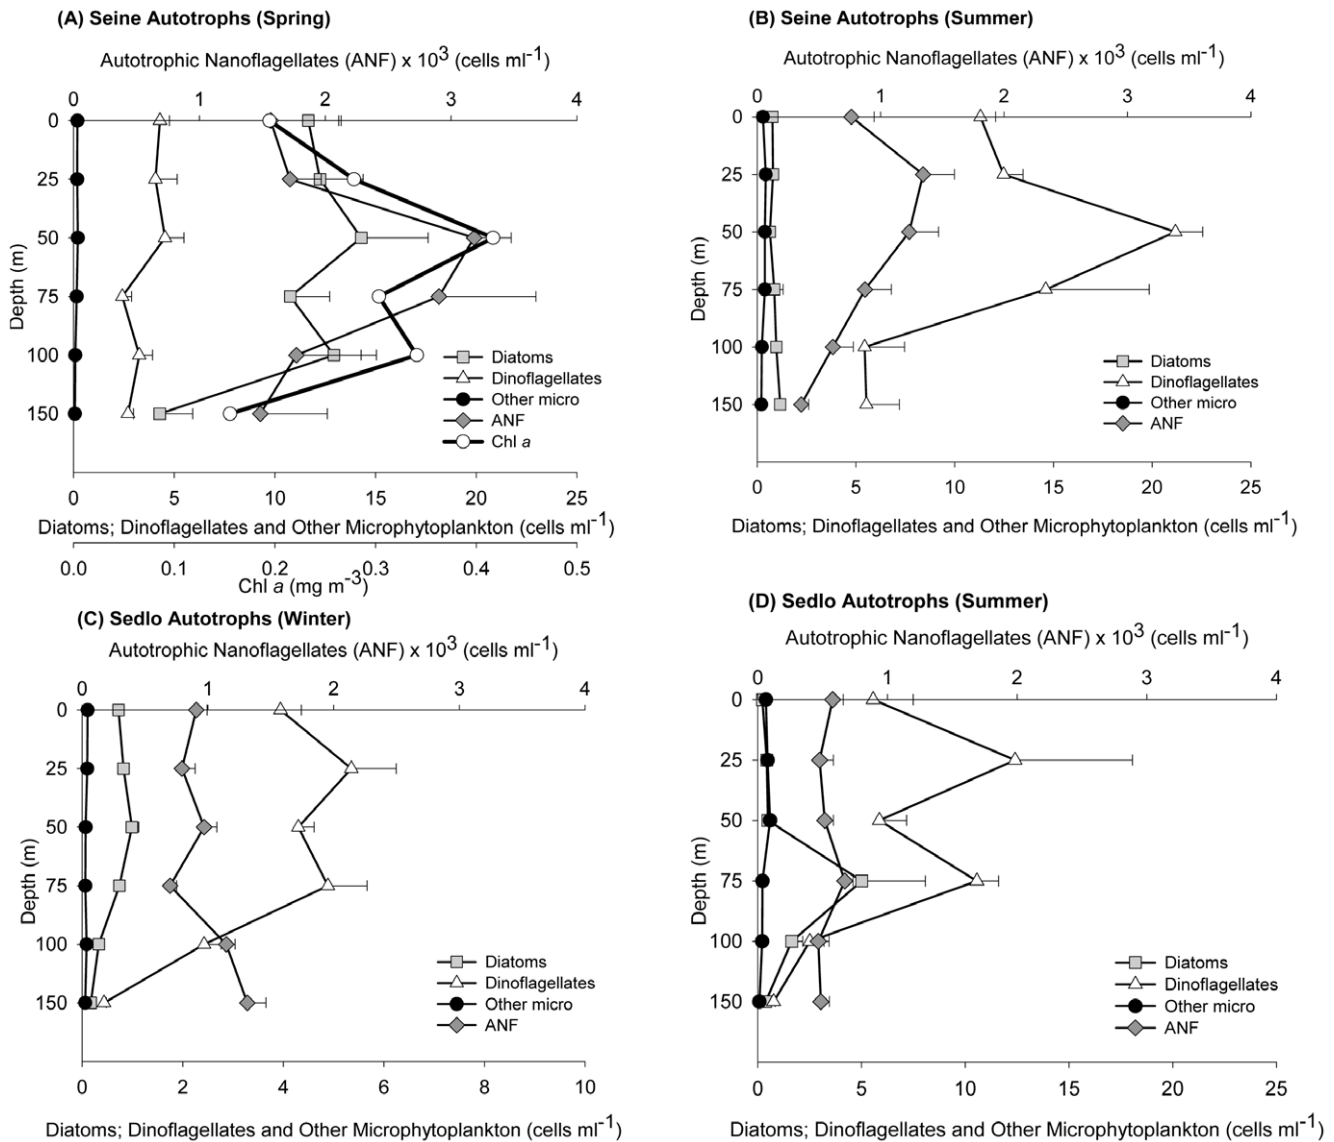 (A) Seine Autotrophs (Spring)
Autotrophic Nanoflagellates (ANF) x 10³ (cells ml⁻¹)
0 1 2 3 4
0
25
50
75
100
150
Depth (m)
Diatoms
Dinoflagellates
Other micro
ANF
Chl a
0 5 10 15 20 25
Diatoms; Dinoflagellates and Other Microphytoplankton (cells ml⁻¹)
0.0 0.1 0.2 0.3 0.4 0.5
Chl a (mg m⁻³)
(B) Seine Autotrophs (Summer)
Autotrophic Nanoflagellates (ANF) x 10³ (cells ml⁻¹)
0 1 2 3 4
0
25
50
75
100
150
Depth (m)
Diatoms
Dinoflagellates
Other micro
ANF
0 5 10 15 20 25
Diatoms; Dinoflagellates and Other Microphytoplankton (cells ml⁻¹)
(C) Sedlo Autotrophs (Winter)
Autotrophic Nanoflagellates (ANF) x 10³ (cells ml⁻¹)
0 1 2 3 4
0
25
50
75
100
150
Depth (m)
Diatoms
Dinoflagellates
Other micro
ANF
0 2 4 6 8 10
Diatoms; Dinoflagellates and Other Microphytoplankton (cells ml⁻¹)
(D) Sedlo Autotrophs (Summer)
Autotrophic Nanoflagellates (ANF) x 10³ (cells ml⁻¹)
0 1 2 3 4
0
25
50
75
100
150
Depth (m)
Diatoms
Dinoflagellates
Other micro
ANF
0 5 10 15 20 25
Diatoms; Dinoflagellates and Other Microphytoplankton (cells ml⁻¹)